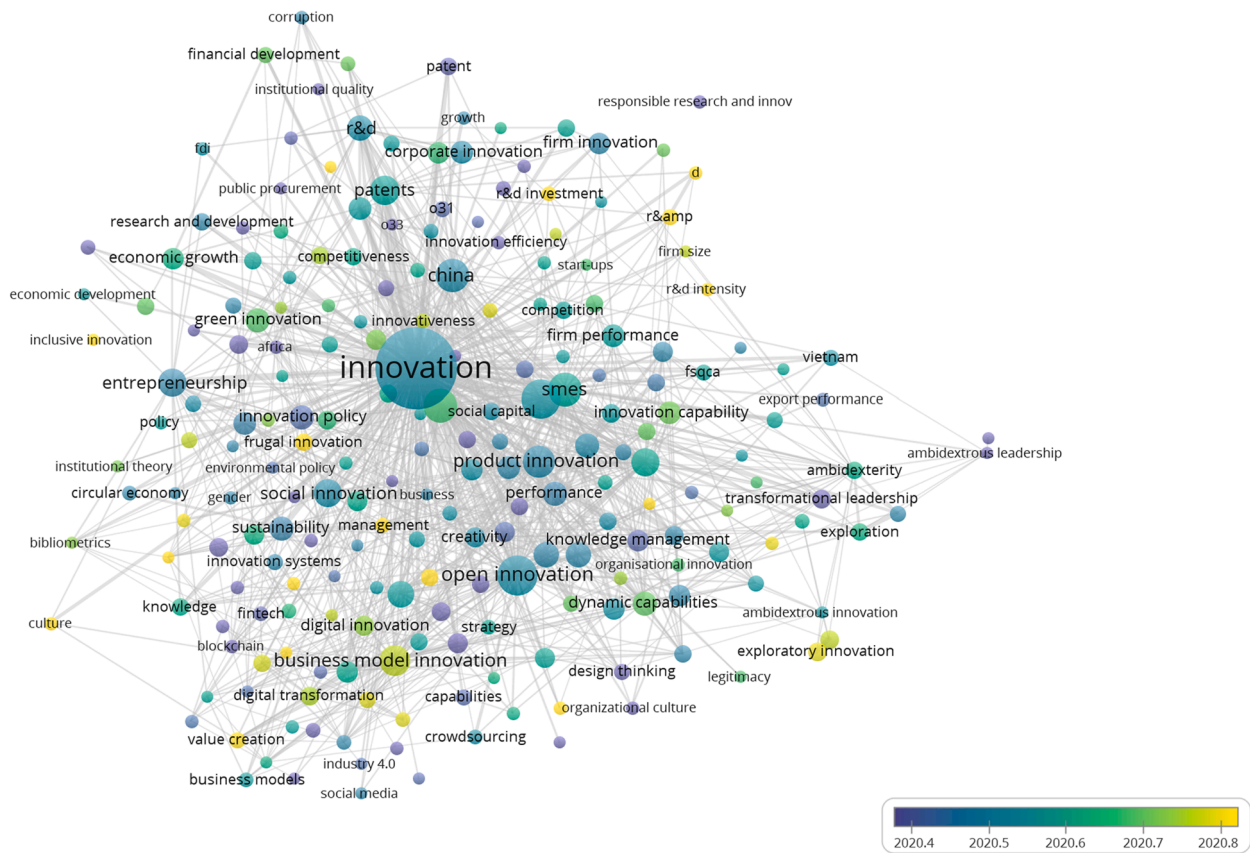 corruption
financial development
patent
institutional quality
responsible research and innov
growth
r&d
firm innovation
fdi
corporate innovation
d
public procurement
patents
r&d investment
o31
r&amp
research and development
o33
innovation efficiency
firm size
economic growth
competitiveness
start-ups
china
r&d intensity
economic development
competition
green innovation
innovativeness
firm performance
inclusive innovation
africa
vietnam
innovation
fsqca
entrepreneurship
smes
export performance
social capital
innovation capability
innovation policy
policy
frugal innovation
ambidextrous leadership
product innovation
institutional theory
environmental policy
ambidexterity
circular economy
gender
social innovation
business
performance
transformational leadership
sustainability
management
exploration
creativity
knowledge management
bibliometrics
innovation systems
organisational innovation
open innovation
knowledge
fintech
dynamic capabilities
ambidextrous innovation
culture
digital innovation
strategy
blockchain
exploratory innovation
business model innovation
design thinking
legitimacy
digital transformation
capabilities
organizational culture
value creation
crowdsourcing
industry 4.0
business models
social media
2020.4 2020.5 2020.6 2020.7 2020.8